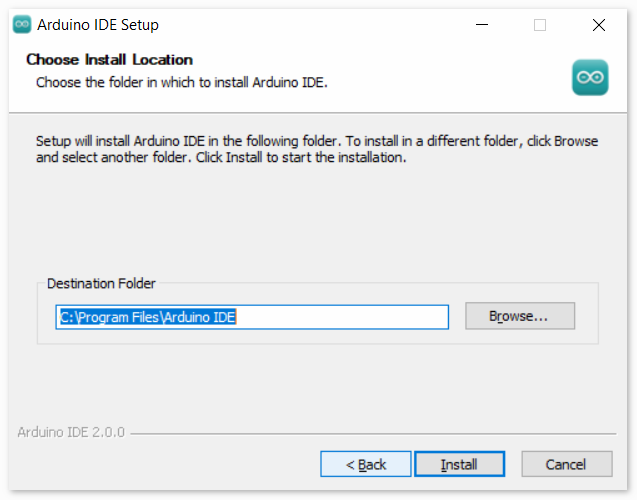 Arduino IDE Setup
Choose Install Location
Choose the folder in which to install Arduino IDE.
Setup will install Arduino IDE in the following folder. To install in a different folder, click Browse
and select another folder. Click Install to start the installation.
Destination Folder
C:\Program Files\Arduino IDE
Browse...
Arduino IDE 2.0.0
< Back
Install
Cancel